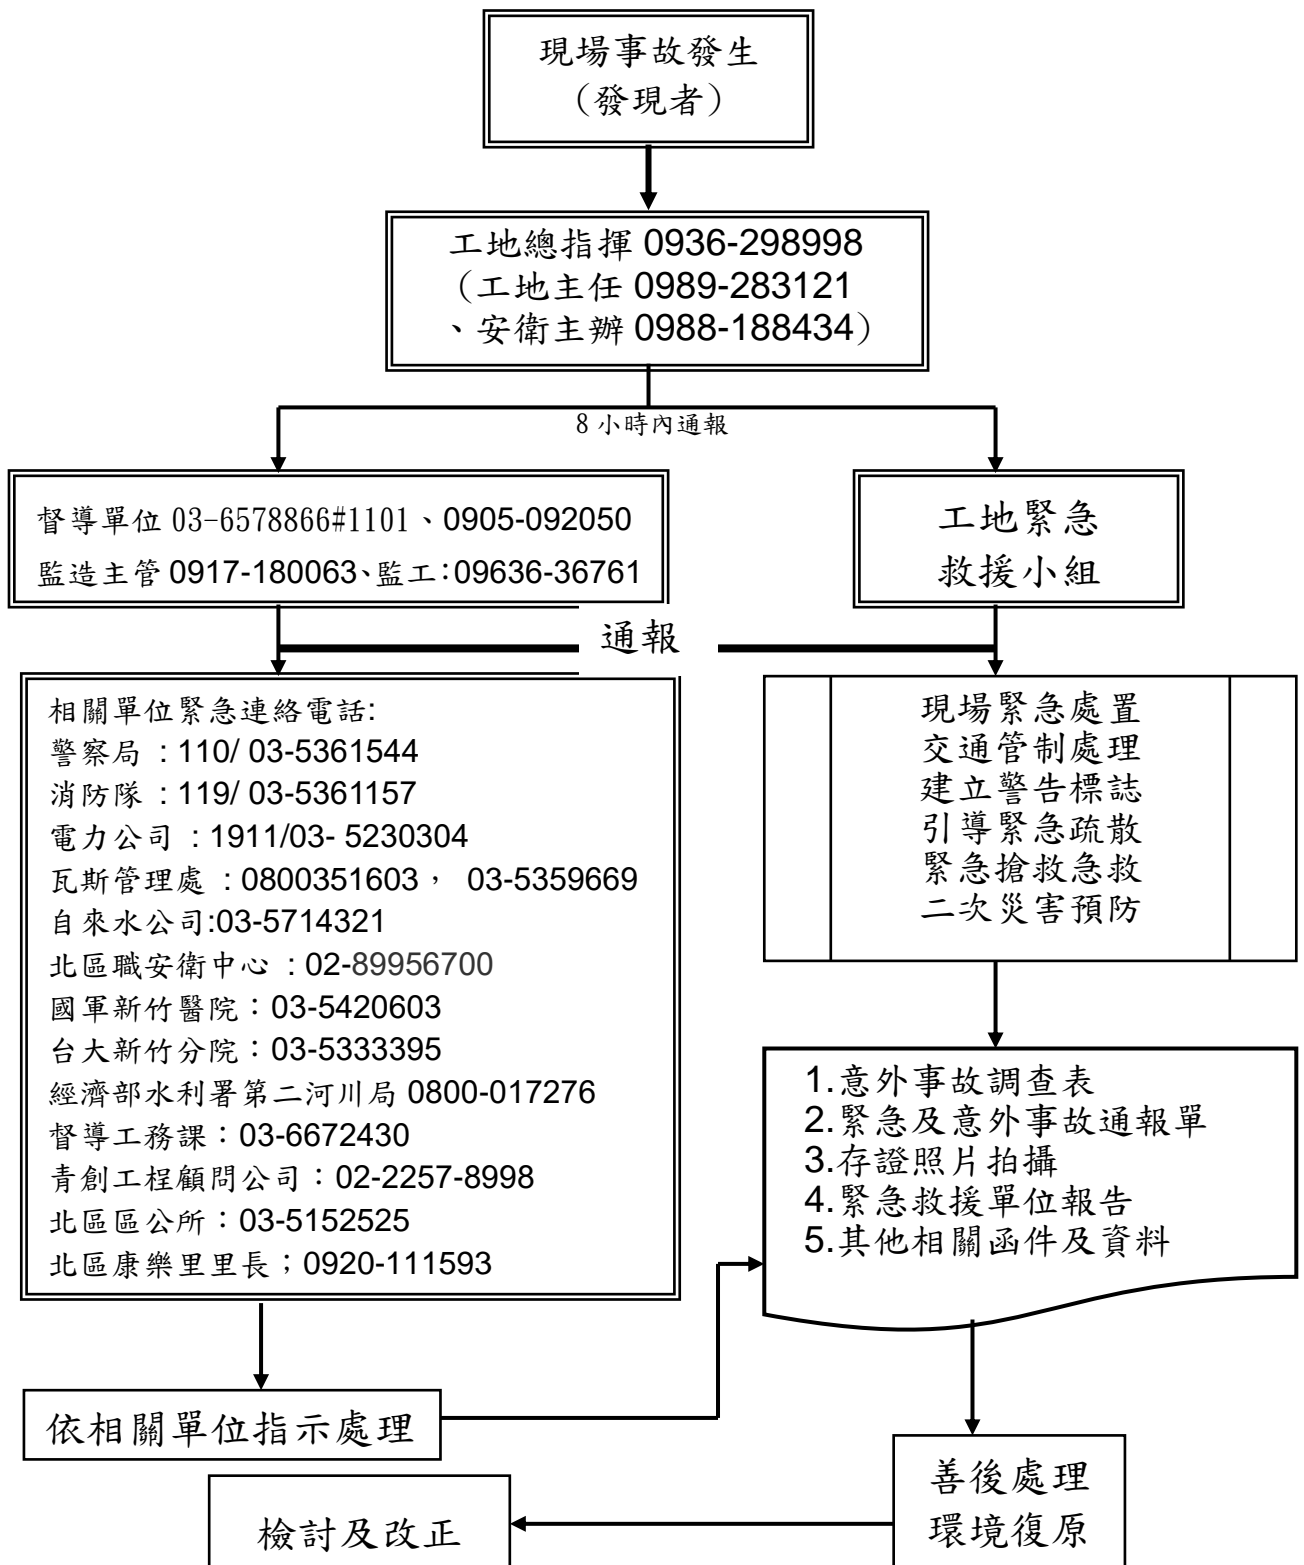 現場事故發生
(發現者)
工地總指揮 0936-298998
(工地主任 0989-283121
、安衛主辦 0988-188434)
8 小時內通報
督導單位 03-6578866#1101、0905-092050
監造主管 0917-180063、監工:09636-36761
工地緊急
救援小組
通報
相關單位緊急連絡電話:
警察局 : 110/ 03-5361544
消防隊 : 119/ 03-5361157
電力公司 : 1911/03- 5230304
瓦斯管理處 : 0800351603， 03-5359669
自來水公司:03-5714321
北區職安衛中心 : 02-89956700
國軍新竹醫院：03-5420603
台大新竹分院：03-5333395
經濟部水利署第二河川局 0800-017276
督導工務課：03-6672430
青創工程顧問公司：02-2257-8998
北區區公所：03-5152525
北區康樂里里長；0920-111593
現場緊急處置
交通管制處理
建立警告標誌
引導緊急疏散
緊急搶救急救
二次災害預防
1.意外事故調查表
2.緊急及意外事故通報單
3.存證照片拍攝
4.緊急救援單位報告
5.其他相關函件及資料
依相關單位指示處理
善後處理
環境復原
檢討及改正